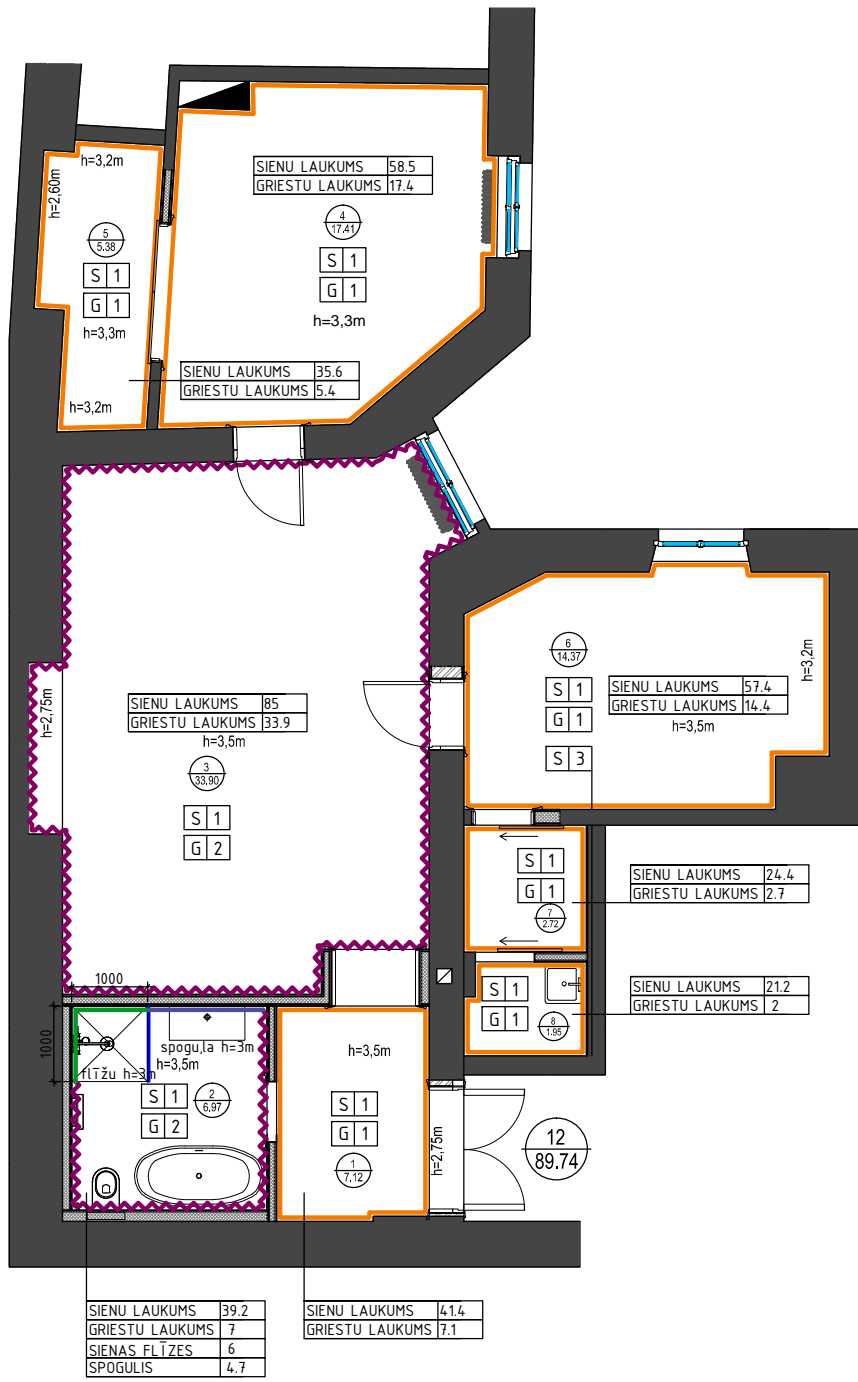 h=3,2m
h=2,60m
5
5.38
S 1
G 1
h=3,3m
h=3,2m
SIENU LAUKUMS 58.5
GRIESTU LAUKUMS 17.4
4
17.41
S 1
G 1
h=3,3m
SIENU LAUKUMS 35.6
GRIESTU LAUKUMS 5.4
h=2,75m
SIENU LAUKUMS 85
GRIESTU LAUKUMS 33.9
h=3,5m
3
33.90
S 1
G 2
6
14.37
S 1
G 1
S 3
SIENU LAUKUMS 57.4
GRIESTU LAUKUMS 14.4
h=3,5m
h=3,2m
S 1
G 1
7
2.72
SIENU LAUKUMS 24.4
GRIESTU LAUKUMS 2.7
S 1
G 1
8
1.95
SIENU LAUKUMS 21.2
GRIESTU LAUKUMS 2
1000
1000
spoguļa h=3m
h=3,5m
flīžu h=3m
S 1
G 2
2
6,97
h=3,5m
S 1
G 1
1
7.12
h=2,75m
12
89.74
SIENU LAUKUMS 39.2
GRIESTU LAUKUMS 7
SIENAS FLĪZES 6
SPOGULIS 4.7
SIENU LAUKUMS 41.4
GRIESTU LAUKUMS 7.1